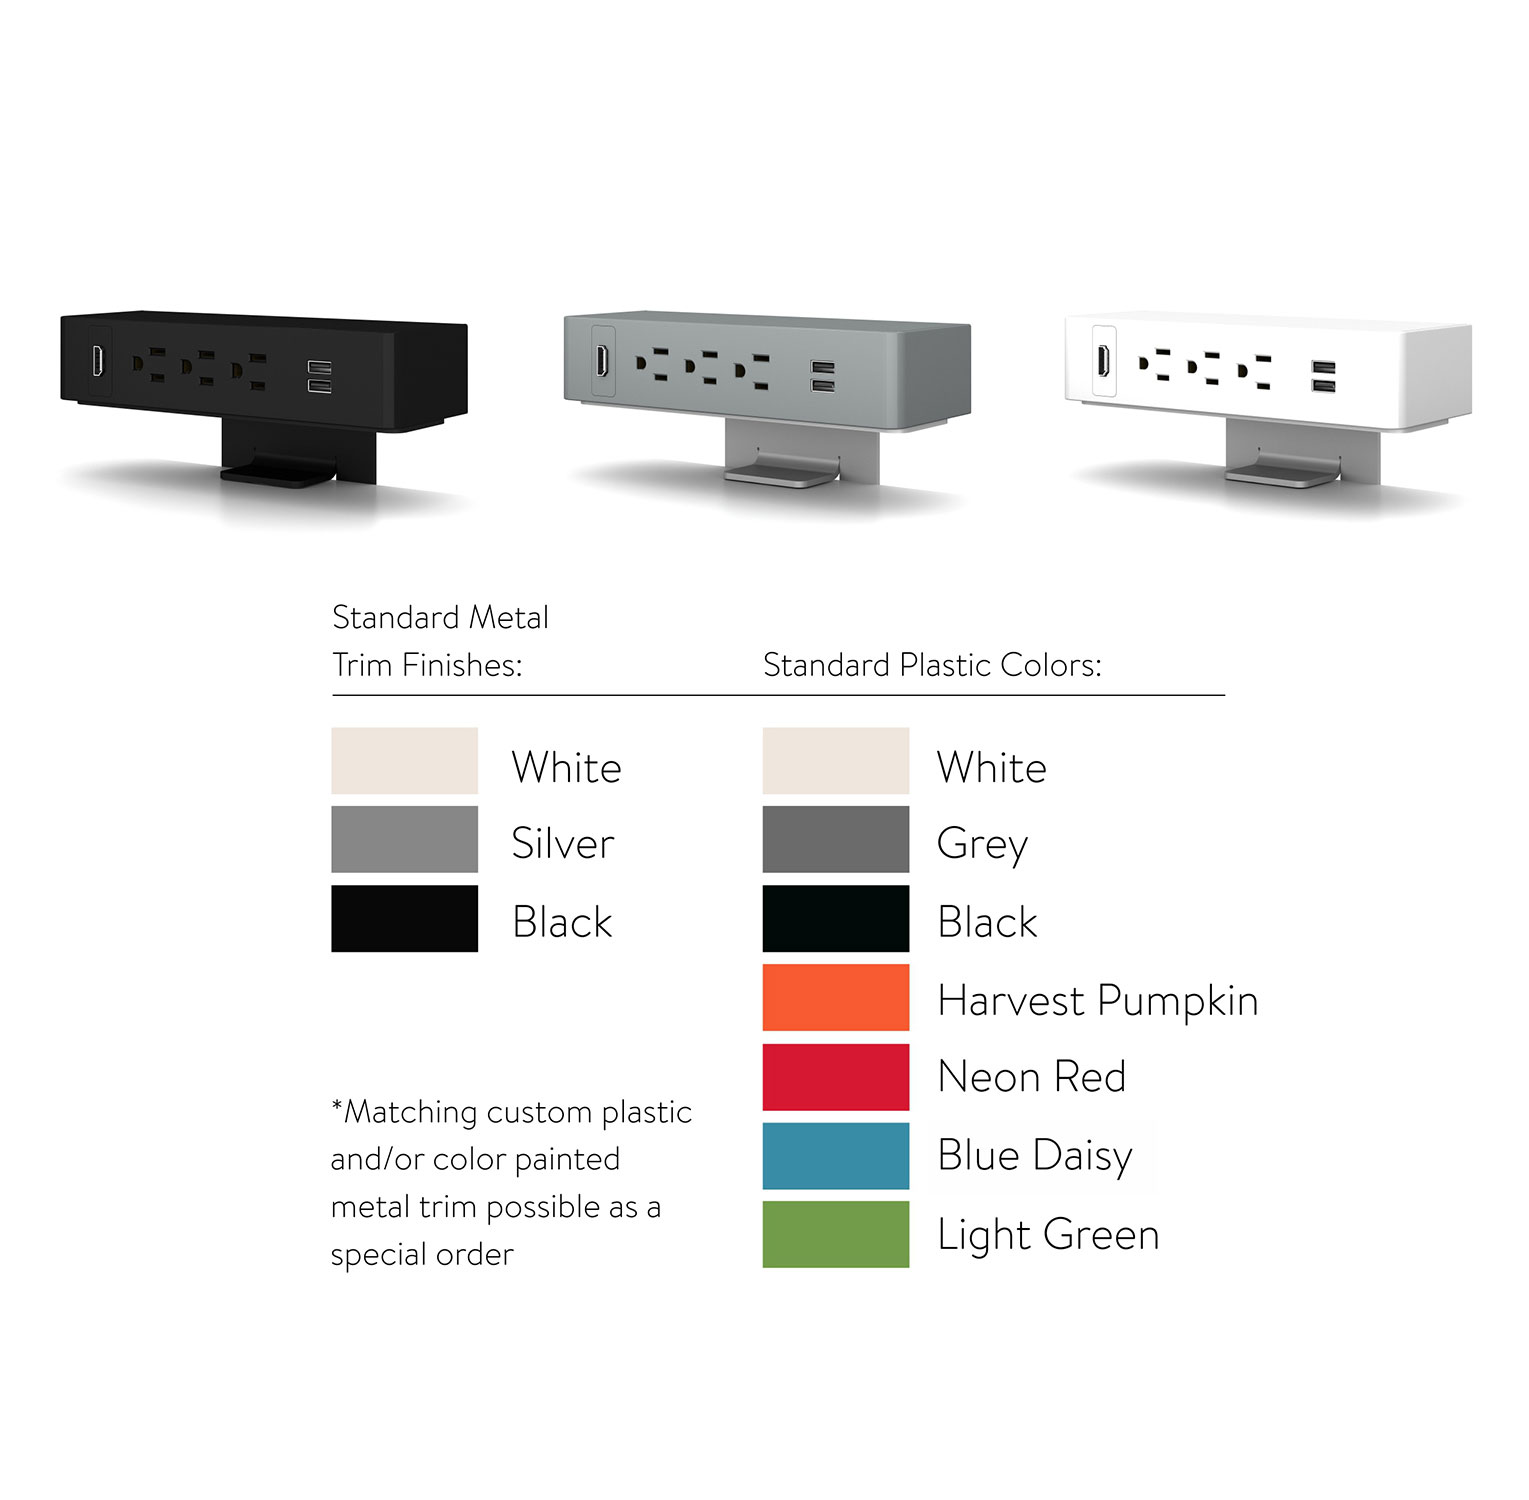 Standard Metal
Trim Finishes:
White
Silver
Black
*Matching custom plastic
and/or color painted
metal trim possible as a
special order
Standard Plastic Colors:
White
Grey
Black
Harvest Pumpkin
Neon Red
Blue Daisy
Light Green